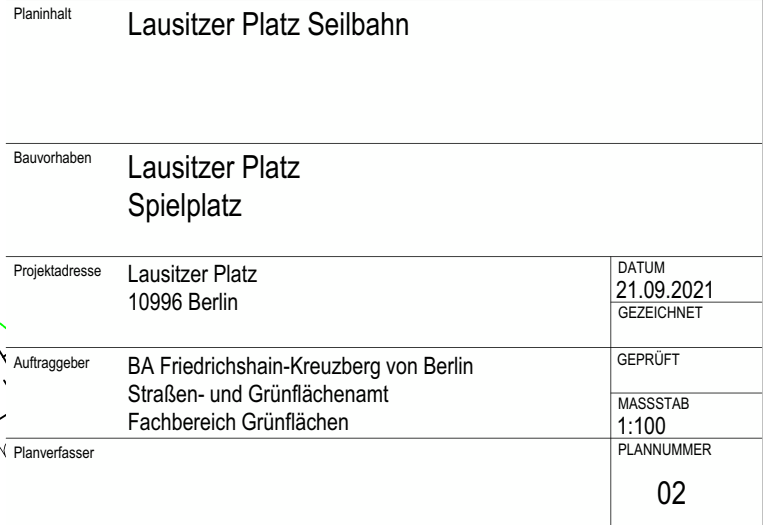 Planinhalt
Lausitzer Platz Seilbahn
Bauvorhaben
Lausitzer Platz
Spielplatz
Projektadresse
Lausitzer Platz
10996 Berlin
DATUM
21.09.2021
GEZEICHNET
Auftraggeber
BA Friedrichshain-Kreuzberg von Berlin
Straßen- und Grünflächenamt
Fachbereich Grünflächen
GEPRÜFT
MASSSTAB
1:100
Planverfasser
PLANNUMMER
02